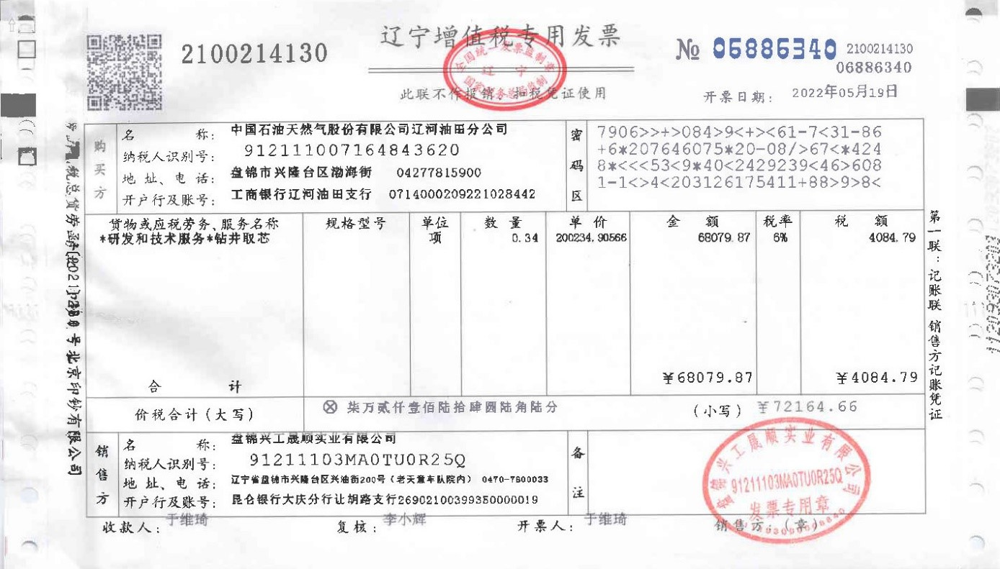 辽宁增值税专用发票
2100214130
№ 06886340
2100214130
06886340
此联不作报销、扣税凭证使用
开票日期: 2022年05月19日
全国统一发票监制章
辽宁
国家税务总局监制
购买方
名称: 中国石油天然气股份有限公司辽河油田分公司
纳税人识别号: 912111007164843620
地址、电话: 盘锦市兴隆台区渤海街 04277815900
开户行及账号: 工商银行辽河油田支行 0714000209221028442
密码区
7906>>+>084>9<+><61-7<31-86
+6*207646075*20-08/>67<*424
8*<<<53<9*40<2429239<46>608
1-1<>4<203126175411+88>9>8<
货物或应税劳务、服务名称 规格型号 单位 数量 单价 金额 税率 税额
*研发和技术服务*钻井取芯 项 0.34 200234.90566 68079.87 6% 4084.79
合计 ¥68079.87 ¥4084.79
价税合计(大写) ⊗ 柒万贰仟壹佰陆拾肆圆陆角陆分 (小写) ¥72164.66
销售方
名称: 盘锦兴工晟顺实业有限公司
纳税人识别号: 91211103MA0TU0R25Q
地址、电话: 辽宁省盘锦市兴隆台区兴油街200号(老天意车队院内) 0470-7800033
开户行及账号: 昆仑银行大庆分行让胡路支行26902100399350000019
备注
收款人: 于维琦 复核: 李小辉 开票人: 于维琦 销售方:(章)
盘锦兴工晟顺实业有限公司
91211103MA0TU0R25Q
发票专用章
第一联:记账联 销售方记账凭证
号北京印钞有限公司